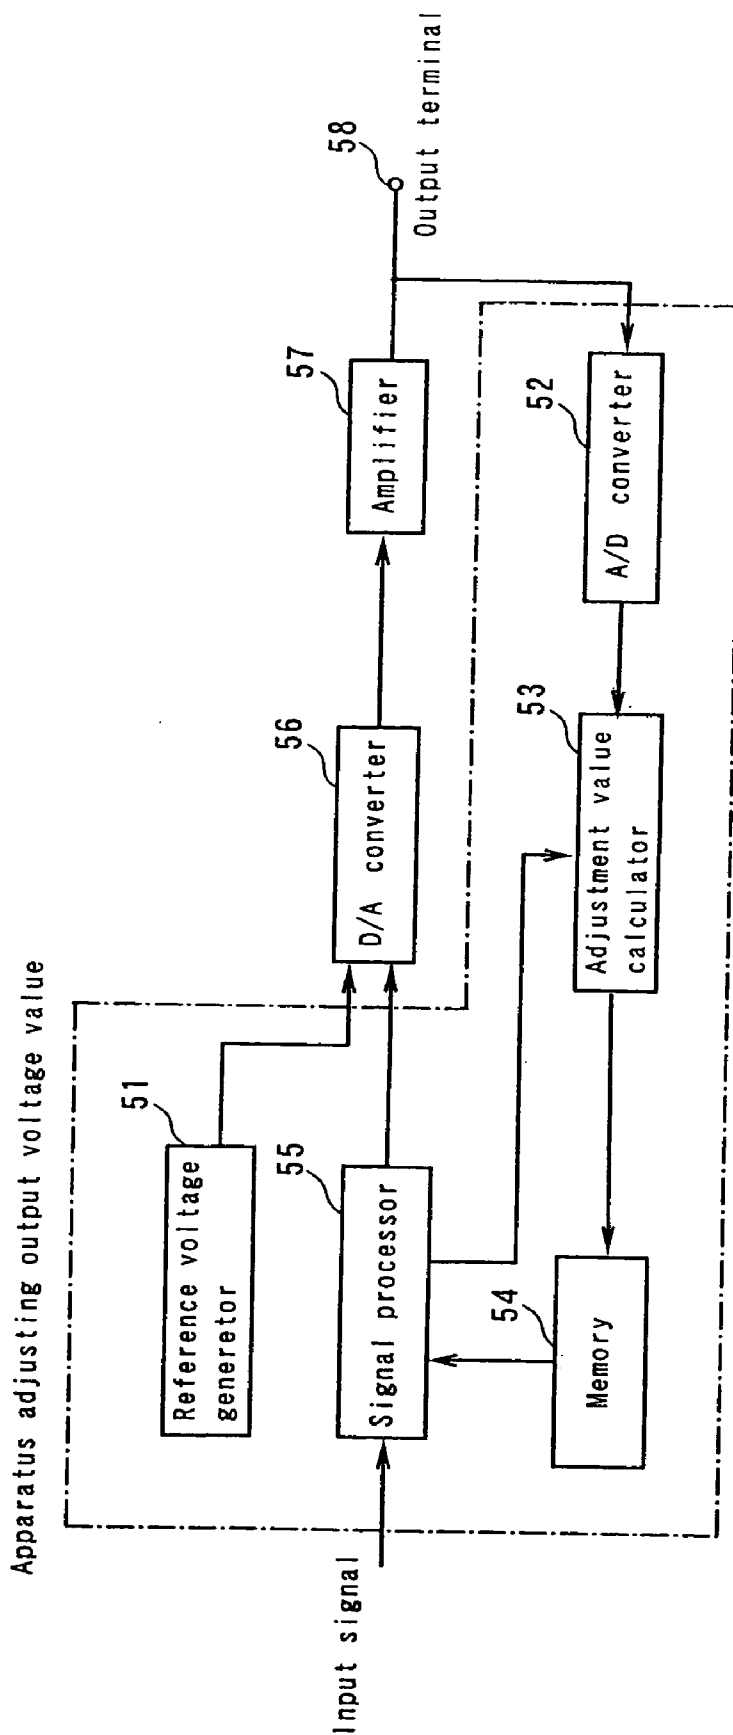 Apparatus adjusting output voltage value
51
Reference voltage
generetor
Input signal
55
Signal processor
56
D/A converter
57
Amplifier
58
Output terminal
54
Memory
53
Adjustment value
calculator
52
A/D converter